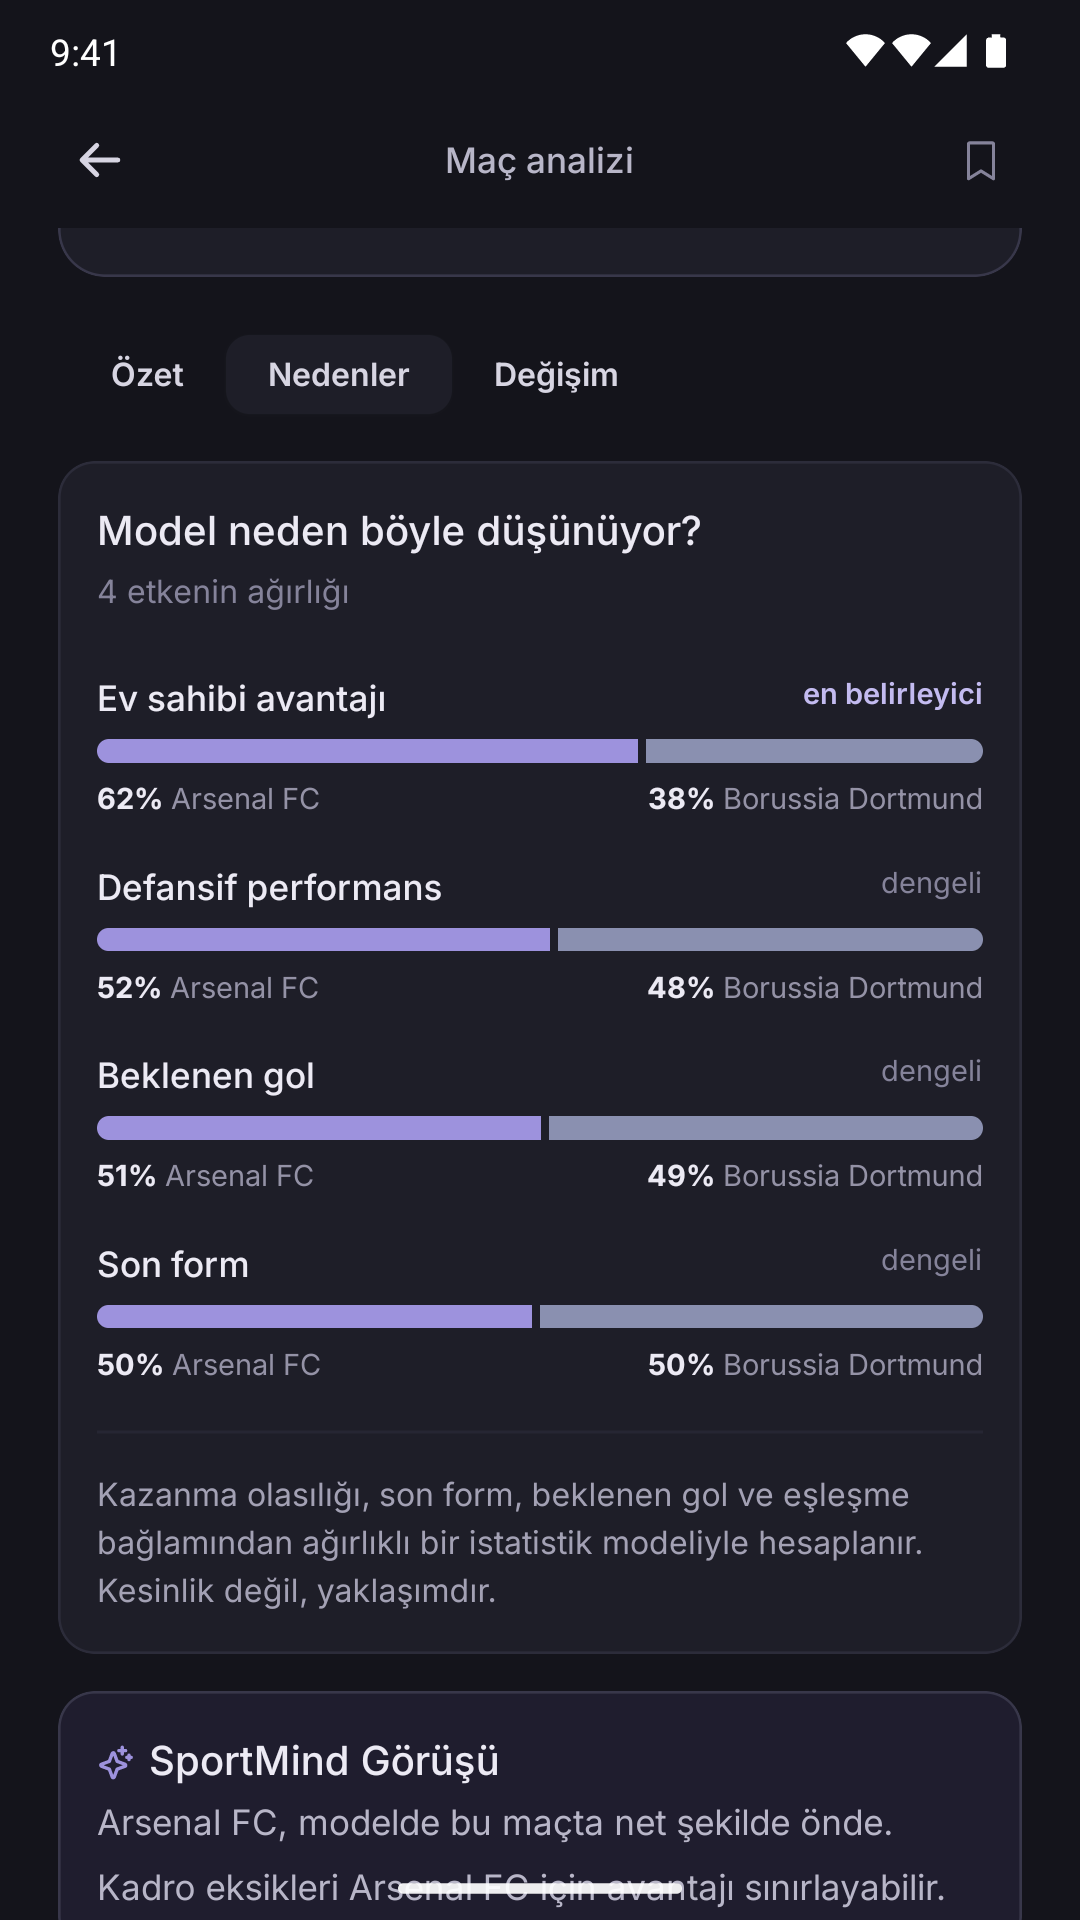 9:41
Maç analizi
Özet
Nedenler
Değişim
Model neden böyle düşünüyor?
4 etkenin ağırlığı
Ev sahibi avantajı
en belirleyici
62% Arsenal FC
38% Borussia Dortmund
Defansif performans
dengeli
52% Arsenal FC
48% Borussia Dortmund
Beklenen gol
dengeli
51% Arsenal FC
49% Borussia Dortmund
Son form
dengeli
50% Arsenal FC
50% Borussia Dortmund
Kazanma olasılığı, son form, beklenen gol ve eşleşme
bağlamından ağırlıklı bir istatistik modeliyle hesaplanır.
Kesinlik değil, yaklaşımdır.
SportMind Görüşü
Arsenal FC, modelde bu maçta net şekilde önde.
Kadro eksikleri Arsenal FC için avantajı sınırlayabilir.